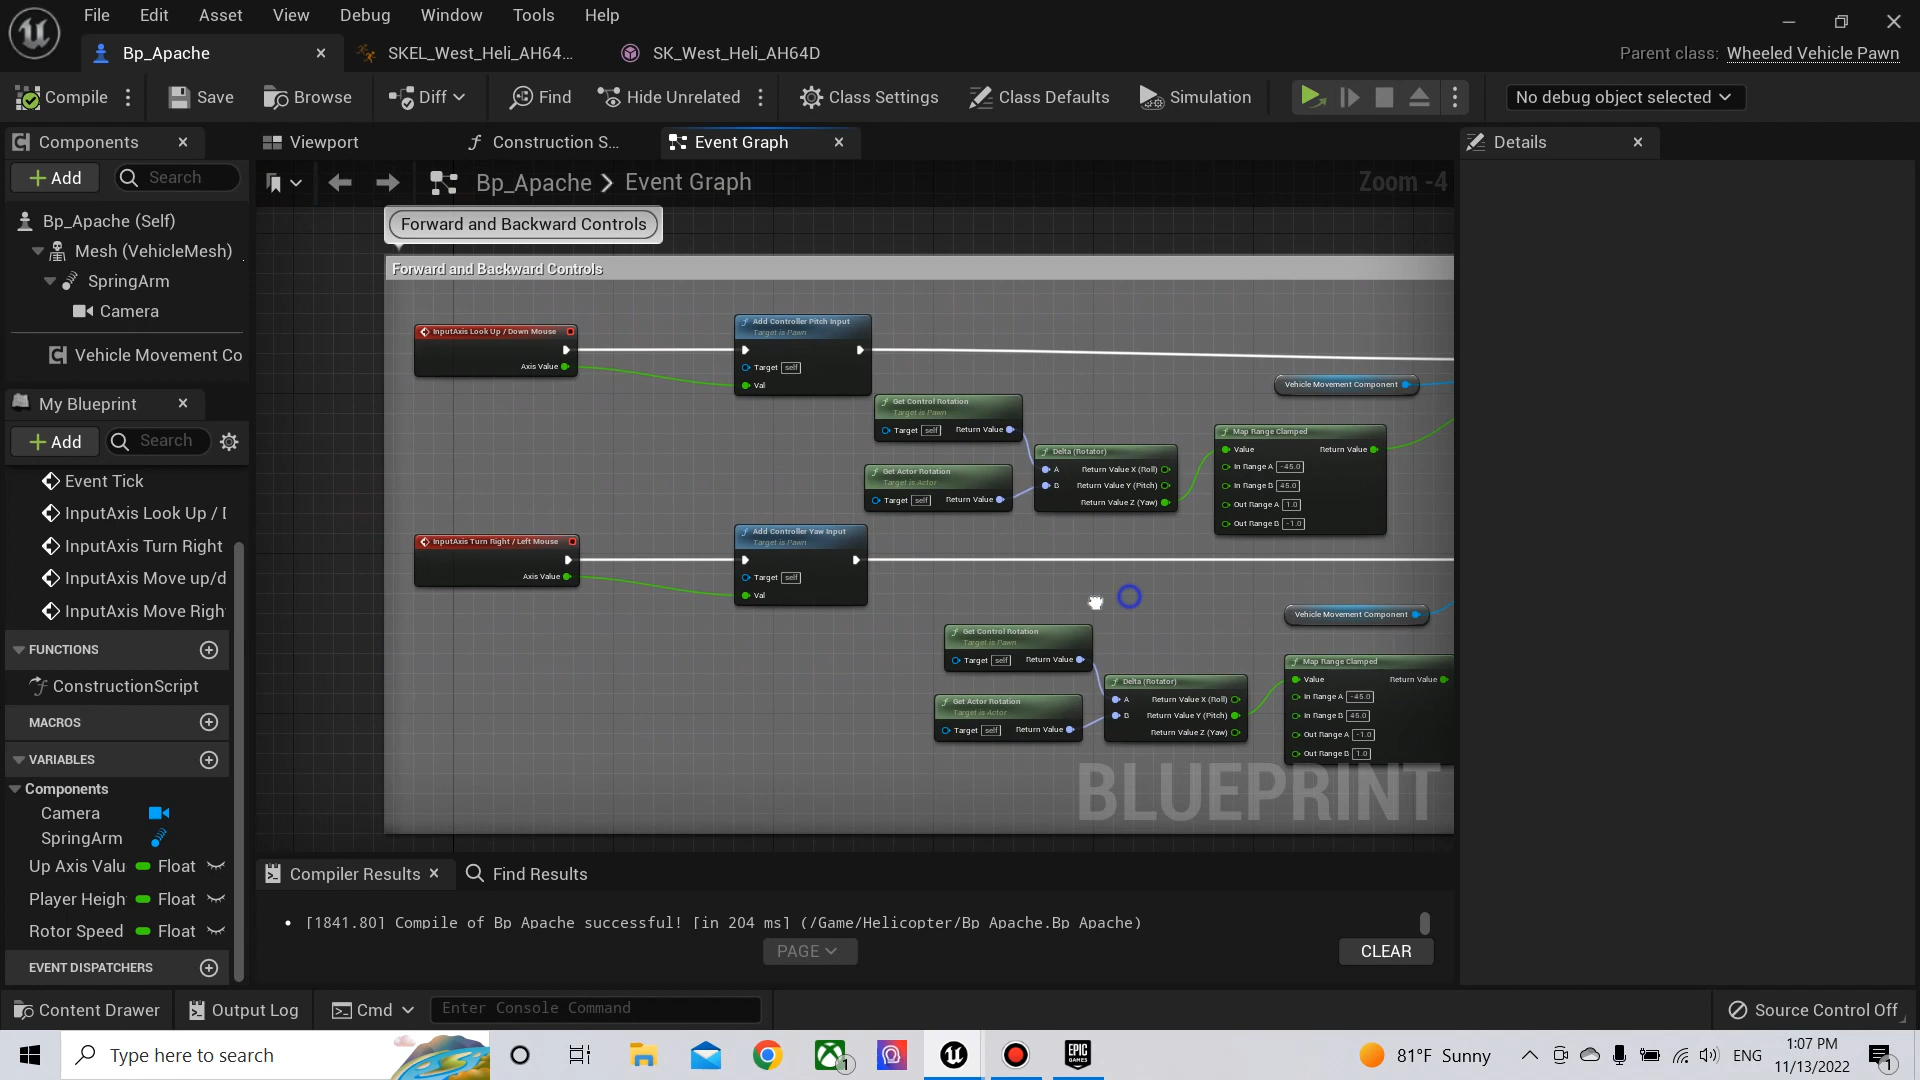 File Edit Asset View Debug Window Tools Help
Bp_Apache
SKEL_West_Heli_AH64...
SK_West_Heli_AH64D
Parent class: Wheeled Vehicle Pawn
Compile
Save
Browse
Diff
Find
Hide Unrelated
Class Settings
Class Defaults
Simulation
No debug object selected
Components
Viewport
Construction S...
Event Graph
Details
Add
Search
Bp_Apache > Event Graph
Zoom -4
Bp_Apache (Self)
Mesh (VehicleMesh)
SpringArm
Camera
Vehicle Movement Co
My Blueprint
Add
Search
Event Tick
InputAxis Look Up / D
InputAxis Turn Right
InputAxis Move up/d
InputAxis Move Righ
FUNCTIONS
ConstructionScript
MACROS
VARIABLES
Components
Camera
SpringArm
Up Axis Valu Float
Player Heigh Float
Rotor Speed Float
EVENT DISPATCHERS
Forward and Backward Controls
Forward and Backward Controls
InputAxis Look Up / Down Mouse
Axis Value
Add Controller Pitch Input
Target is Pawn
Target self
Val
Get Control Rotation
Target is Pawn
Target self Return Value
Get Actor Rotation
Target is Actor
Target self Return Value
Delta (Rotator)
A Return Value X (Roll)
B Return Value Y (Pitch)
Return Value Z (Yaw)
Vehicle Movement Component
Map Range Clamped
Value Return Value
In Range A -45.0
In Range B 45.0
Out Range A 1.0
Out Range B -1.0
InputAxis Turn Right / Left Mouse
Axis Value
Add Controller Yaw Input
Target is Pawn
Target self
Val
Get Control Rotation
Target is Pawn
Target self Return Value
Get Actor Rotation
Target is Actor
Target self Return Value
Delta (Rotator)
A Return Value X (Roll)
B Return Value Y (Pitch)
Return Value Z (Yaw)
Vehicle Movement Component
Map Range Clamped
Value Return Value
In Range A -45.0
In Range B 45.0
Out Range A -1.0
Out Range B 1.0
BLUEPRINT
Compiler Results
Find Results
• [1841.80] Compile of Bp Apache successful! [in 204 ms] (/Game/Helicopter/Bp Apache.Bp Apache)
PAGE
CLEAR
Content Drawer
Output Log
Cmd
Enter Console Command
Source Control Off
Type here to search
1
EPIC GAMES
81°F Sunny
ENG
1:07 PM
11/13/2022
1